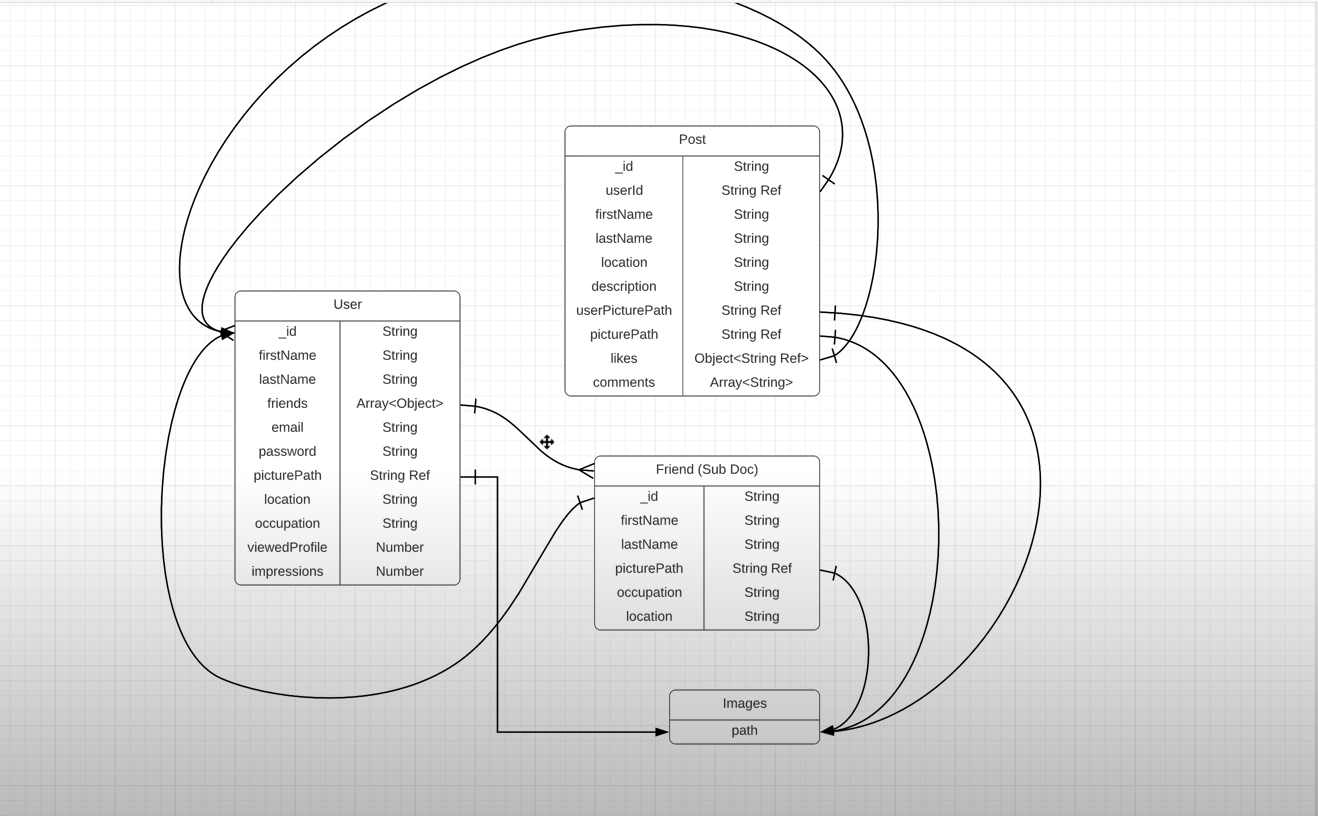 Post
_id String
userId String Ref
firstName String
lastName String
location String
description String
userPicturePath String Ref
picturePath String Ref
likes Object<String Ref>
comments Array<String>
User
_id String
firstName String
lastName String
friends Array<Object>
email String
password String
picturePath String Ref
location String
occupation String
viewedProfile Number
impressions Number
Friend (Sub Doc)
_id String
firstName String
lastName String
picturePath String Ref
occupation String
location String
Images
path